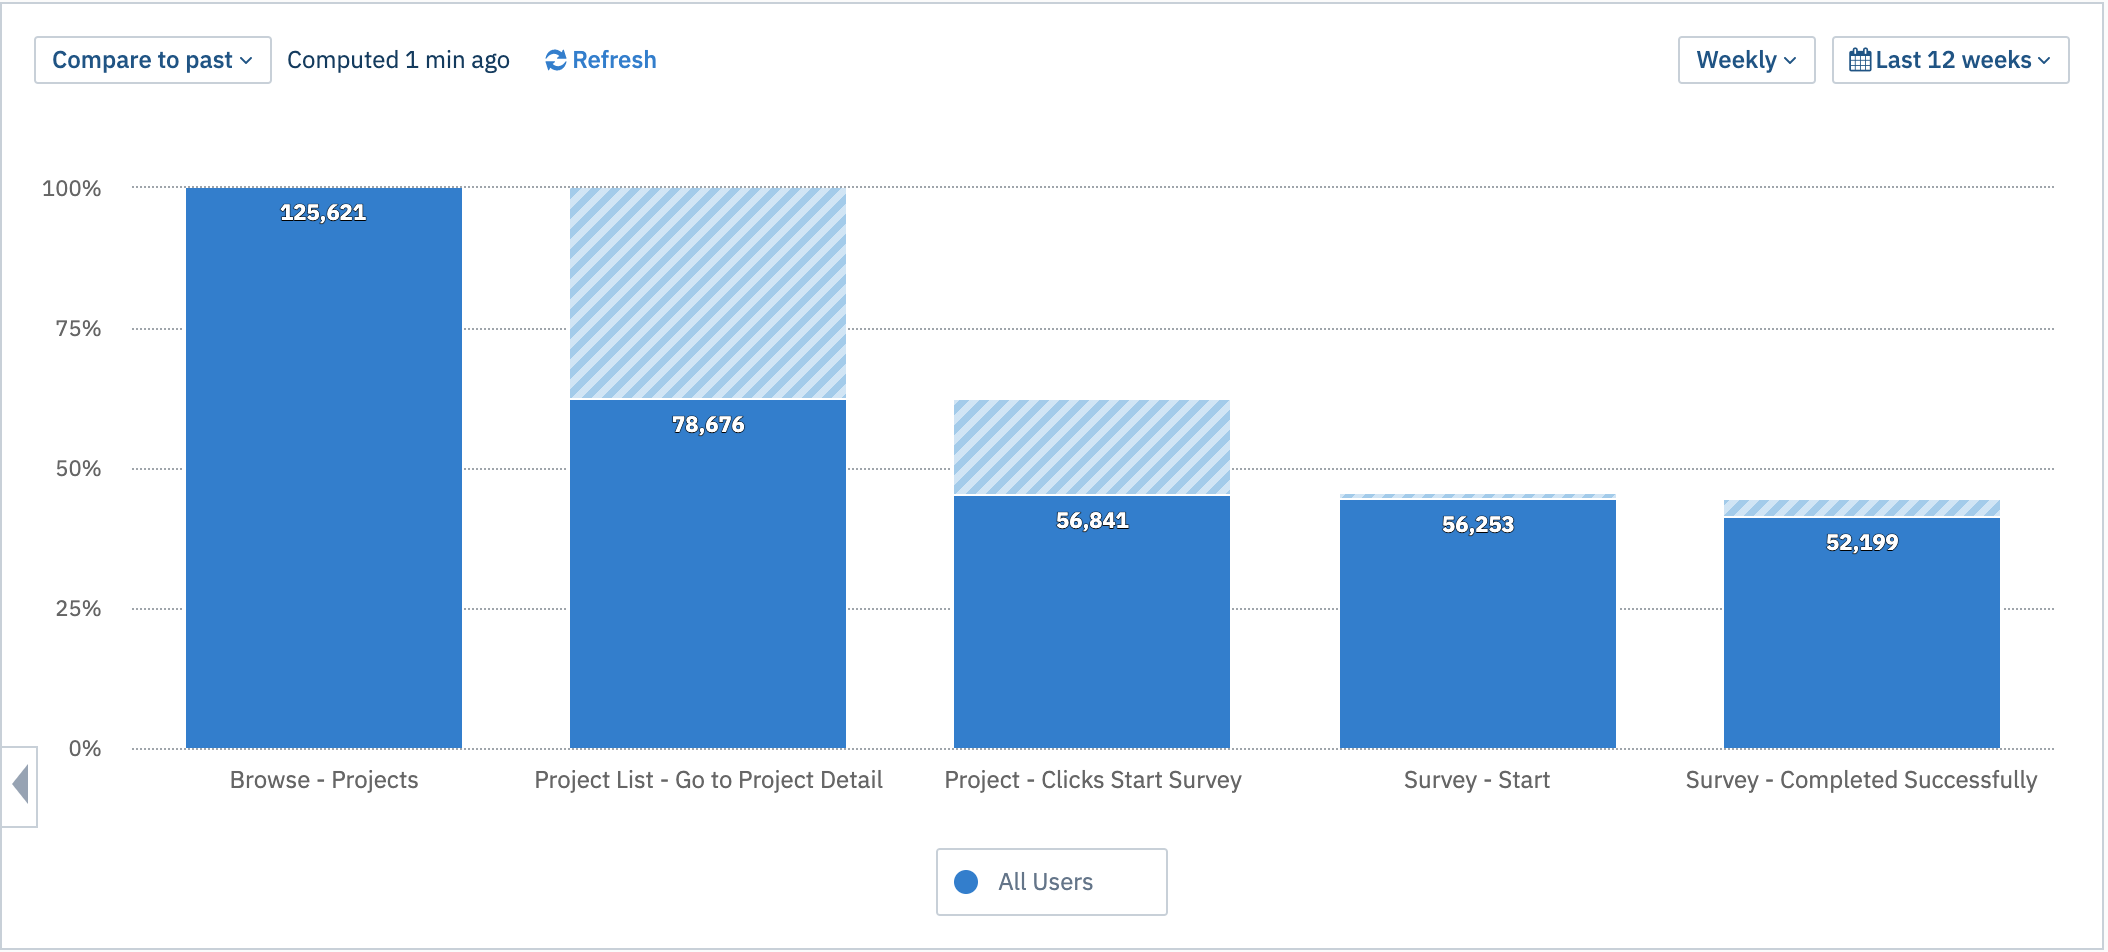 Compare to past
Computed 1 min ago
Refresh
Weekly
Last 12 weeks
100%
75%
50%
25%
0%
125,621
78,676
56,841
56,253
52,199
Browse - Projects
Project List - Go to Project Detail
Project - Clicks Start Survey
Survey - Start
Survey - Completed Successfully
All Users